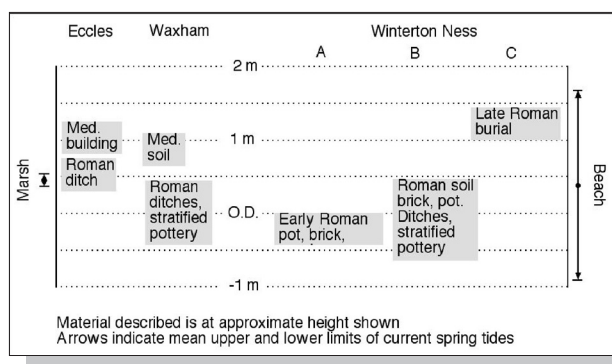 Eccles Waxham Winterton Ness
A B C
2 m
Late Roman
burial
Med.
building
Med.
soil
1 m
Roman
ditch
Marsh
Roman
ditches,
stratified
pottery
O.D.
Early Roman
pot, brick,
Roman soil
brick, pot.
Ditches,
stratified
pottery
Beach
-1 m
Material described is at approximate height shown
Arrows indicate mean upper and lower limits of current spring tides